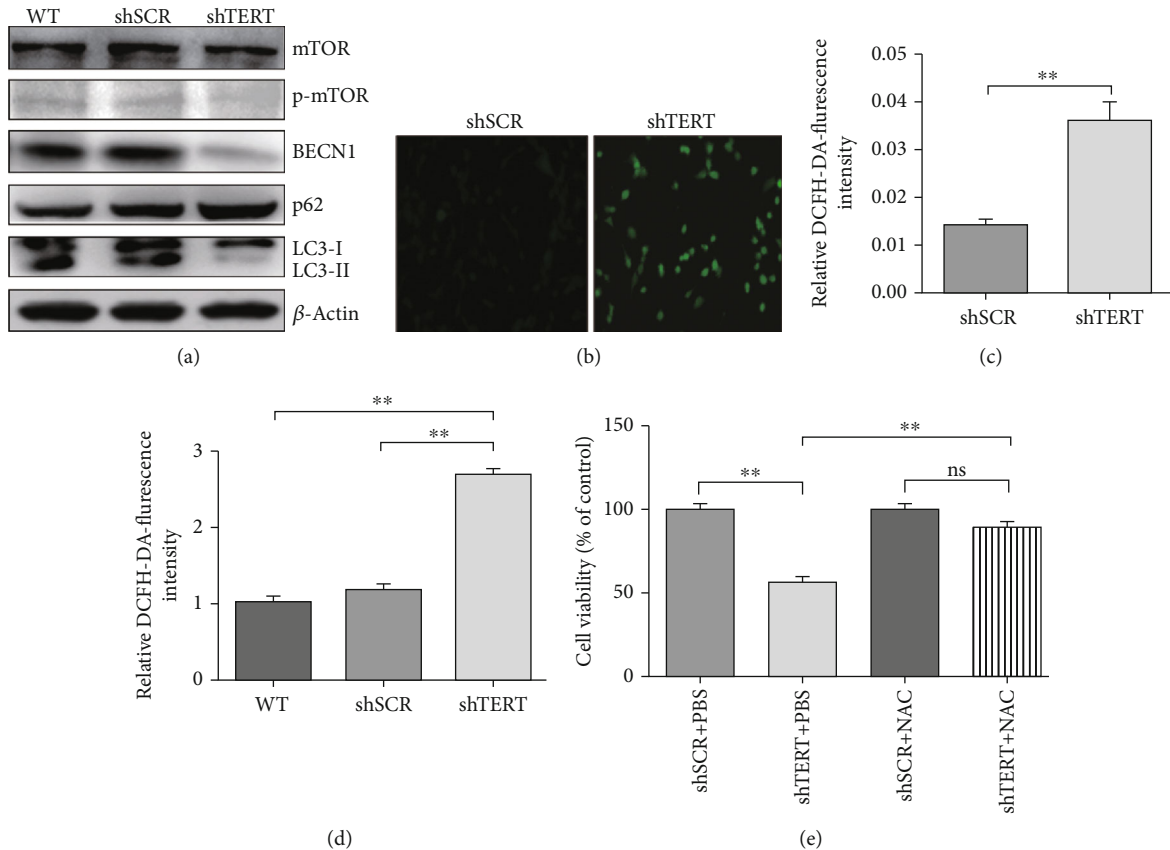 WT shSCR shTERT
mTOR
p-mTOR
BECN1
p62
LC3-I
LC3-II
β-Actin
(a)
shSCR shTERT
(b)
Relative DCFH-DA-flurescence
intensity
0.05
0.04
0.03
0.01
0.01
0.00
**
shSCR shTERT
(c)
Relative DCFH-DA-flurescence
intensity
3
2
1
0
**
**
WT shSCR shTERT
(d)
Cell viability (% of control)
150
100
50
0
**
**
ns
shSCR+PBS
shTERT+PBS
shSCR+NAC
shTERT+NAC
(e)